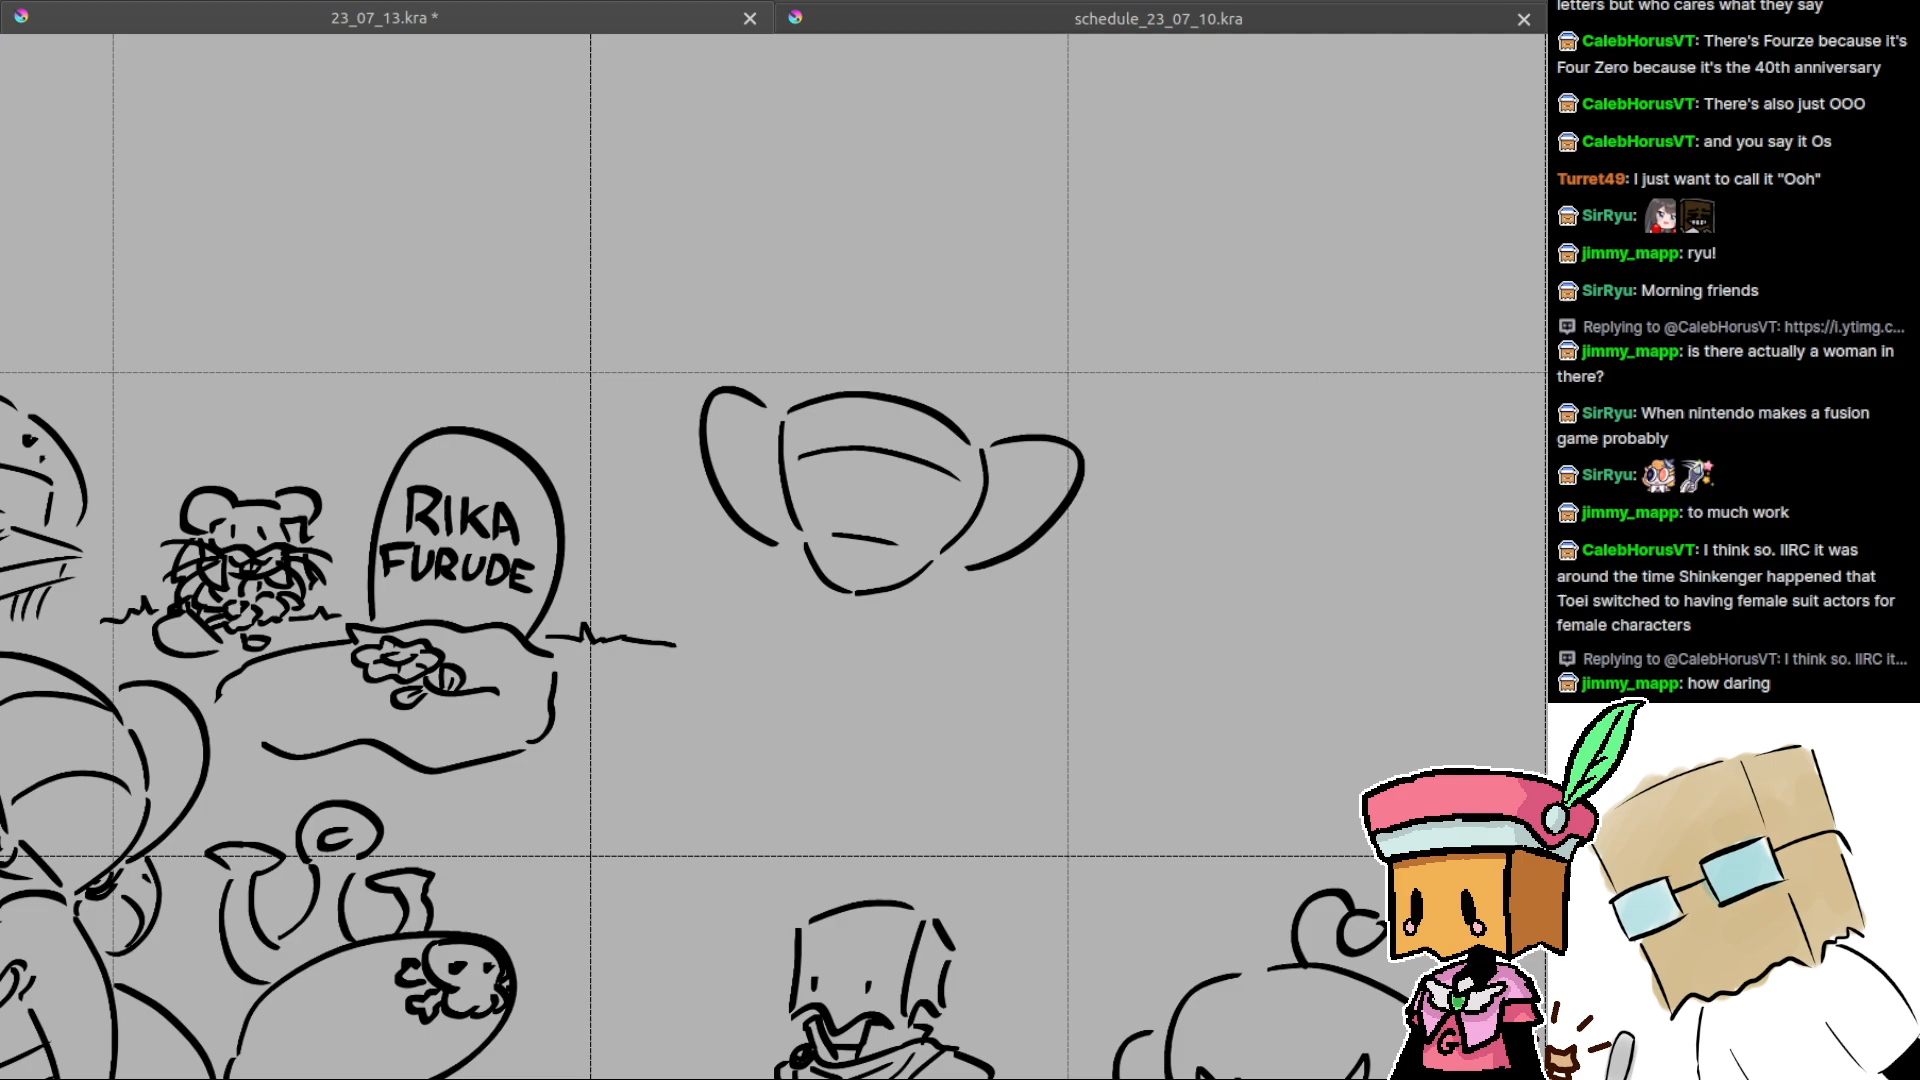 23_07_13.kra *
schedule_23_07_10.kra
letters but who cares what they say
CalebHorusVT: There's Fourze because it's
Four Zero because it's the 40th anniversary
CalebHorusVT: There's also just OOO
CalebHorusVT: and you say it Os
Turret49: I just want to call it "Ooh"
SirRyu:
jimmy_mapp: ryu!
SirRyu: Morning friends
Replying to @CalebHorusVT: https://i.ytimg.c...
jimmy_mapp: is there actually a woman in
there?
SirRyu: When nintendo makes a fusion
game probably
SirRyu:
jimmy_mapp: to much work
CalebHorusVT: I think so. IIRC it was
around the time Shinkenger happened that
Toei switched to having female suit actors for
female characters
Replying to @CalebHorusVT: I think so. IIRC it...
jimmy_mapp: how daring
RIKA
FURUDE
G